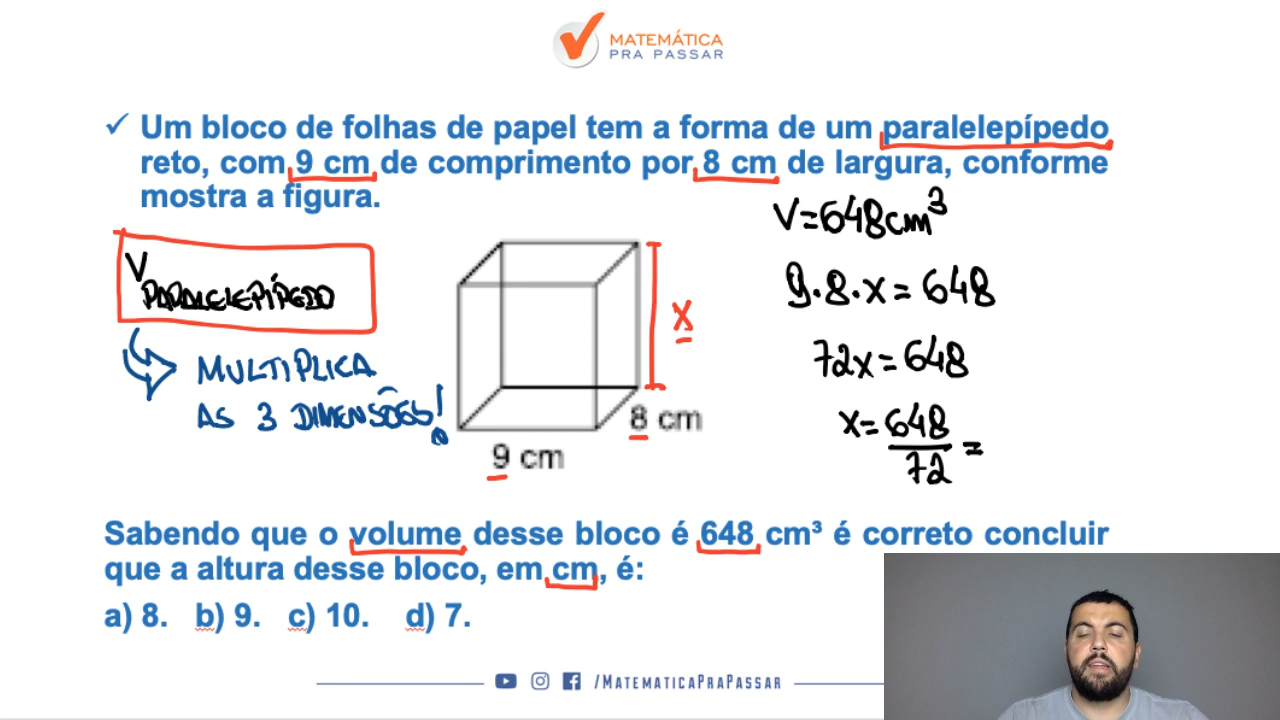 MATEMÁTICA
PRA PASSAR
✓ Um bloco de folhas de papel tem a forma de um paralelepípedo
reto, com 9 cm de comprimento por 8 cm de largura, conforme
mostra a figura.
V PARALELEPÍPEDO
MULTIPLICA
AS 3 DIMENSÕES!
x
8 cm
9 cm
V=648cm³
9·8·x=648
72x=648
x=648/72=
Sabendo que o volume desse bloco é 648 cm³ é correto concluir
que a altura desse bloco, em cm, é:
a) 8. b) 9. c) 10. d) 7.
/MATEMATICAPRAPASSAR